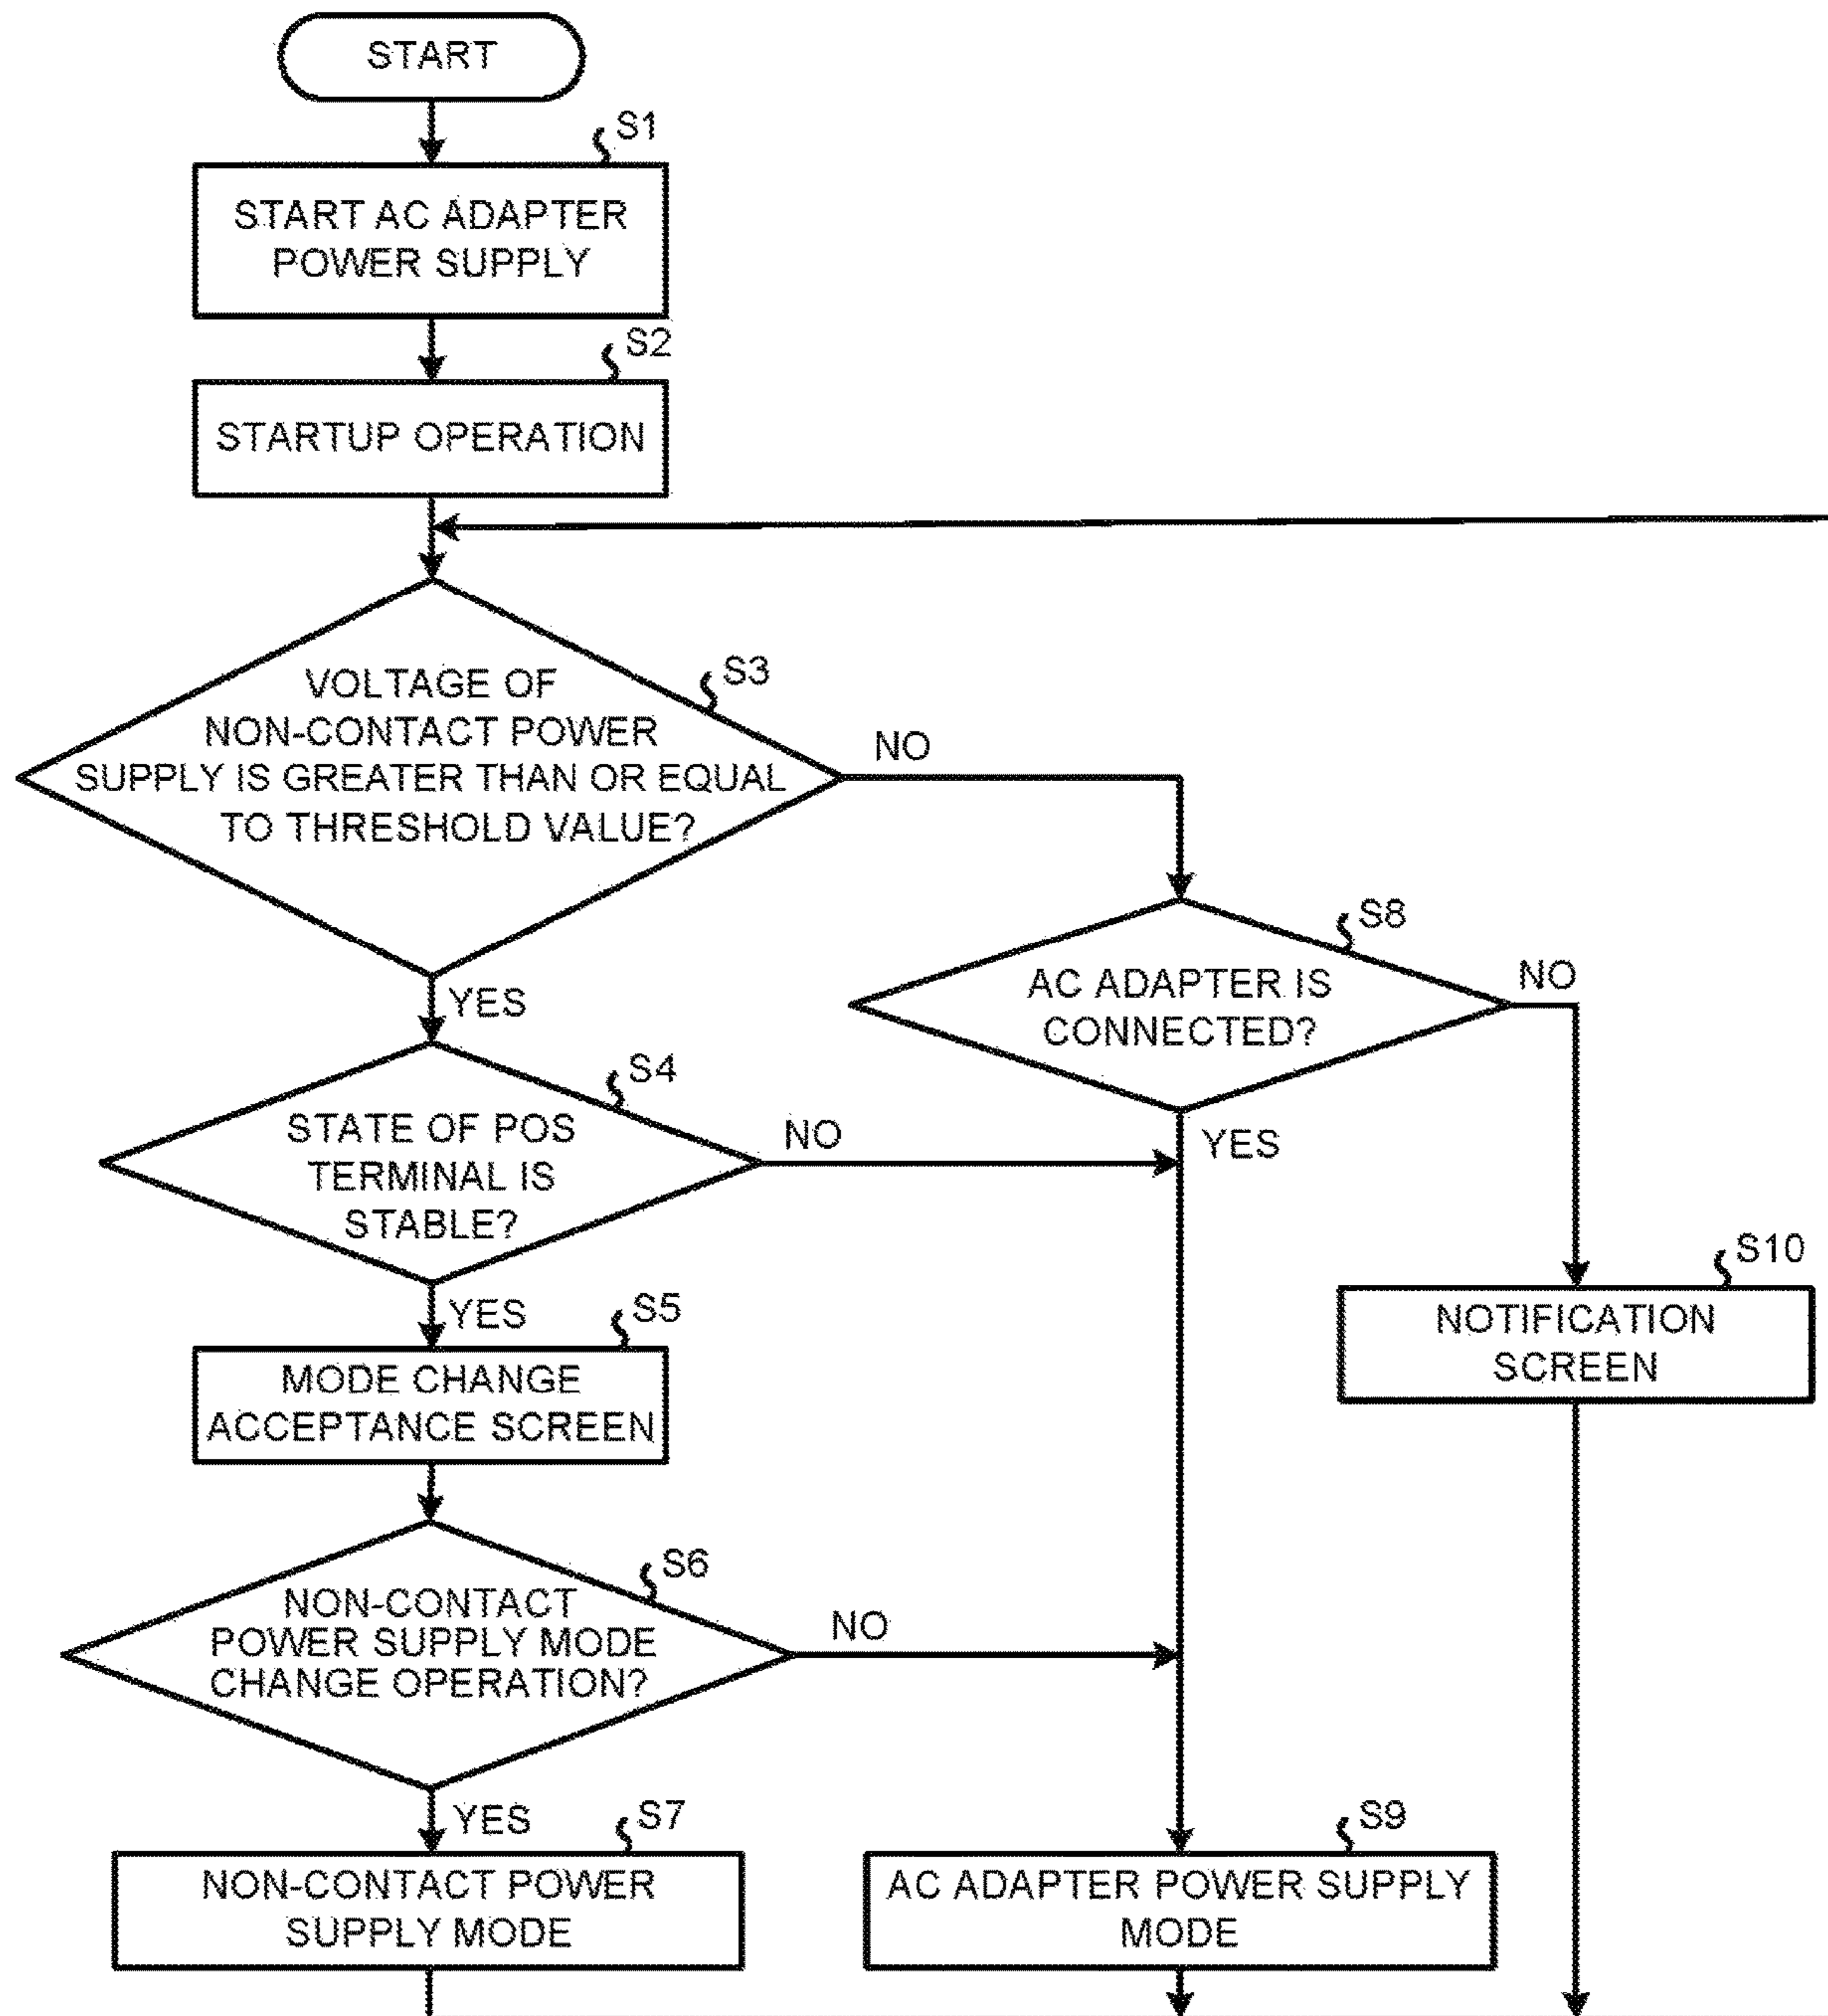 START
S1
START AC ADAPTER
POWER SUPPLY
S2
STARTUP OPERATION
S3
VOLTAGE OF
NON-CONTACT POWER
SUPPLY IS GREATER THAN OR EQUAL
TO THRESHOLD VALUE?
NO
YES
S8
AC ADAPTER IS
CONNECTED?
NO
YES
S4
STATE OF POS
TERMINAL IS
STABLE?
NO
YES
S10
NOTIFICATION
SCREEN
S5
MODE CHANGE
ACCEPTANCE SCREEN
S6
NON-CONTACT
POWER SUPPLY MODE
CHANGE OPERATION?
NO
YES
S7
NON-CONTACT POWER
SUPPLY MODE
S9
AC ADAPTER POWER SUPPLY
MODE